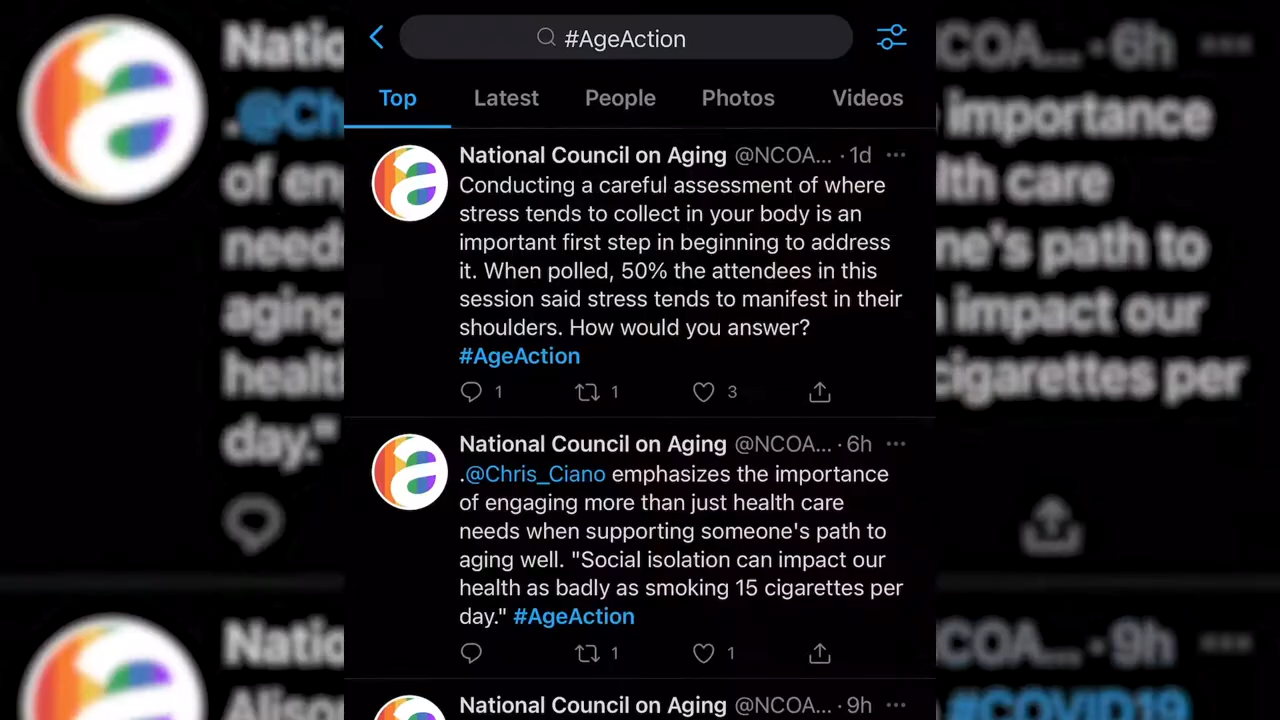 #AgeAction
Top Latest People Photos Videos
National Council on Aging @NCOA... · 1d
Conducting a careful assessment of where
stress tends to collect in your body is an
important first step in beginning to address
it. When polled, 50% the attendees in this
session said stress tends to manifest in their
shoulders. How would you answer?
#AgeAction
1 1 3
National Council on Aging @NCOA... · 6h
.@Chris_Ciano emphasizes the importance
of engaging more than just health care
needs when supporting someone's path to
aging well. "Social isolation can impact our
health as badly as smoking 15 cigarettes per
day." #AgeAction
1 1
National Council on Aging @NCOA... · 9h